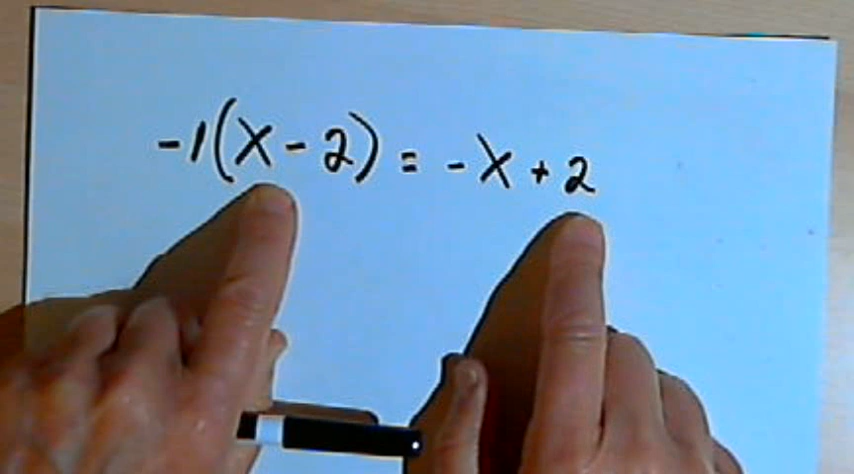 -1(x-2) = -x+2